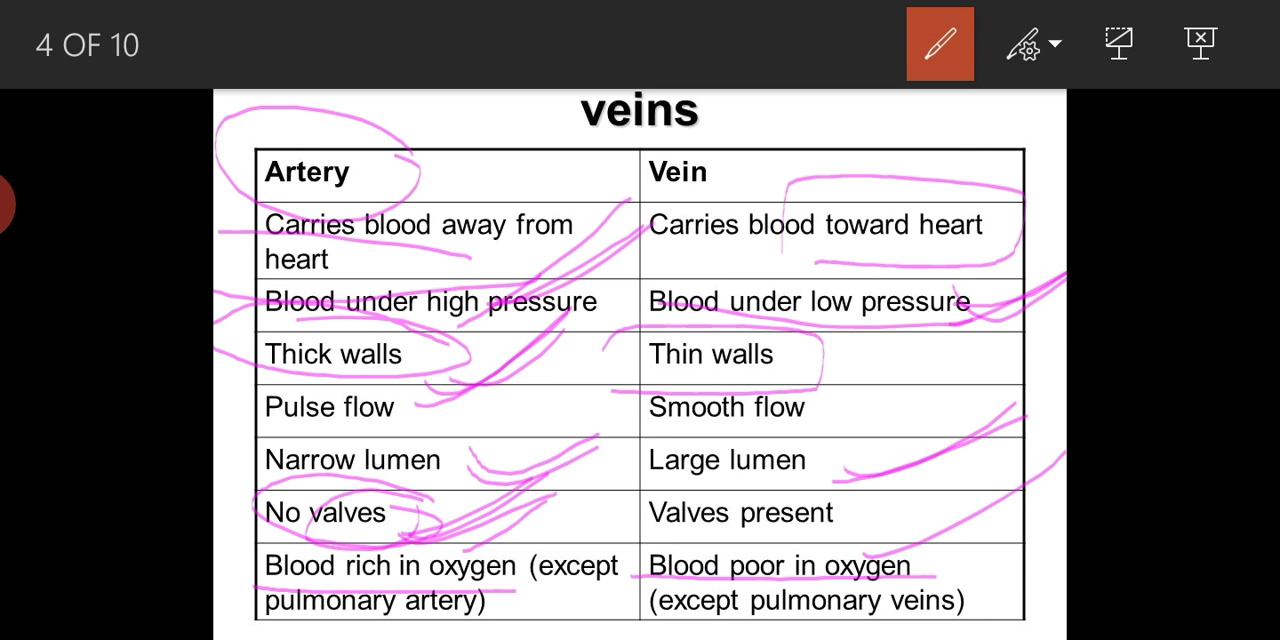 4 OF 10
veins
Artery
Vein
Carries blood away from
heart
Carries blood toward heart
Blood under high pressure
Blood under low pressure
Thick walls
Thin walls
Pulse flow
Smooth flow
Narrow lumen
Large lumen
No valves
Valves present
Blood rich in oxygen (except
pulmonary artery)
Blood poor in oxygen
(except pulmonary veins)